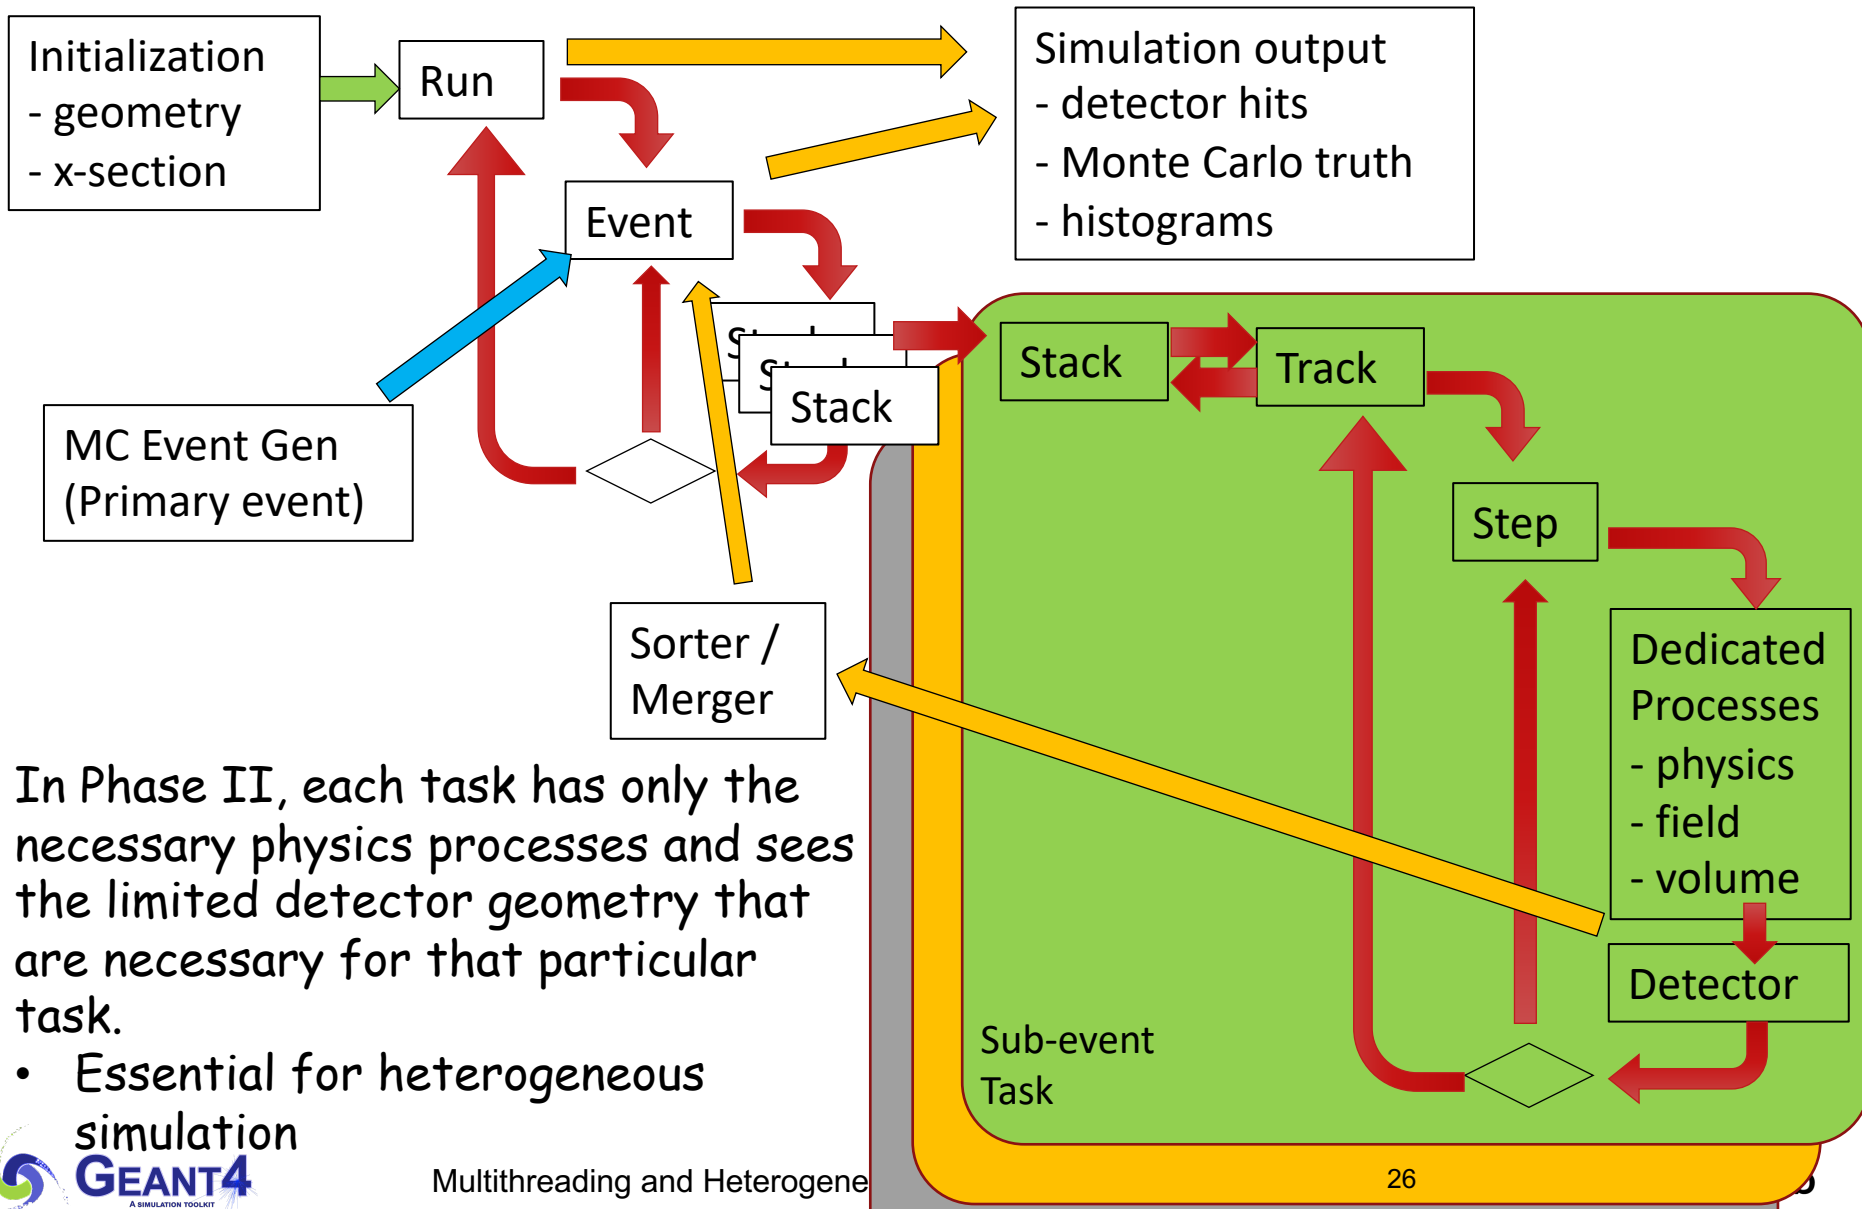 Initialization
- geometry
- x-section
Run
Simulation output
- detector hits
- Monte Carlo truth
- histograms
Event
Stack
Stack
Track
MC Event Gen
(Primary event)
Step
Sorter /
Merger
Dedicated
Processes
- physics
- field
- volume
Detector
Sub-event
Task
In Phase II, each task has only the
necessary physics processes and sees
the limited detector geometry that
are necessary for that particular
task.
• Essential for heterogeneous
simulation
GEANT4
A SIMULATION TOOLKIT
Multithreading and Heterogene
26